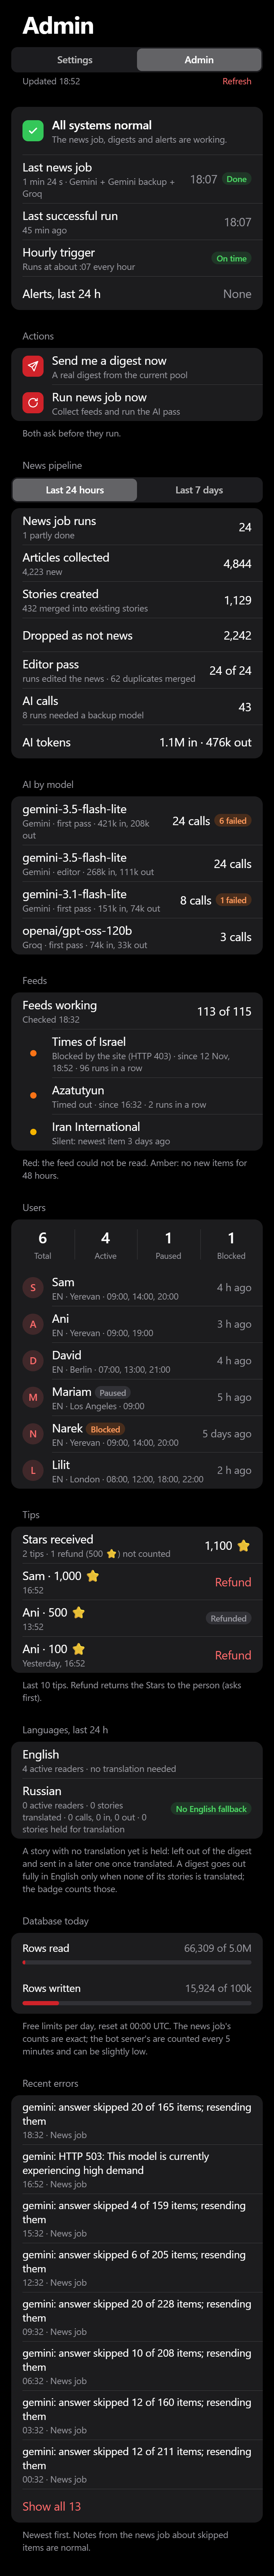 Admin
Settings
Admin
Updated 18:52
Refresh
All systems normal
The news job, digests and alerts are working.
Last news job
1 min 24 s · Gemini + Gemini backup +
Groq
18:07
Done
Last successful run
45 min ago
18:07
Hourly trigger
Runs at about :07 every hour
On time
Alerts, last 24 h
None
Actions
Send me a digest now
A real digest from the current pool
Run news job now
Collect feeds and run the AI pass
Both ask before they run.
News pipeline
Last 24 hours
Last 7 days
News job runs
1 partly done
24
Articles collected
4,223 new
4,844
Stories created
432 merged into existing stories
1,129
Dropped as not news
2,242
Editor pass
runs edited the news · 62 duplicates merged
24 of 24
AI calls
8 runs needed a backup model
43
AI tokens
1.1M in · 476k out
AI by model
gemini-3.5-flash-lite
Gemini · first pass · 421k in, 208k
out
24 calls
6 failed
gemini-3.5-flash-lite
Gemini · editor · 268k in, 111k out
24 calls
gemini-3.1-flash-lite
Gemini · first pass · 151k in, 74k out
8 calls
1 failed
openai/gpt-oss-120b
Groq · first pass · 74k in, 33k out
3 calls
Feeds
Feeds working
Checked 18:32
113 of 115
Times of Israel
Blocked by the site (HTTP 403) · since 12 Nov,
18:52 · 96 runs in a row
Azatutyun
Timed out · since 16:32 · 2 runs in a row
Iran International
Silent: newest item 3 days ago
Red: the feed could not be read. Amber: no new items for
48 hours.
Users
6
Total
4
Active
1
Paused
1
Blocked
S
Sam
EN · Yerevan · 09:00, 14:00, 20:00
4 h ago
A
Ani
EN · Yerevan · 09:00, 19:00
3 h ago
D
David
EN · Berlin · 07:00, 13:00, 21:00
4 h ago
M
Mariam
Paused
EN · Los Angeles · 09:00
5 h ago
N
Narek
Blocked
EN · Yerevan · 09:00, 14:00, 20:00
5 days ago
L
Lilit
EN · London · 08:00, 12:00, 18:00, 22:00
2 h ago
Tips
Stars received
2 tips · 1 refund (500 ⭐) not counted
1,100 ⭐
Sam · 1,000 ⭐
16:52
Refund
Ani · 500 ⭐
13:52
Refunded
Ani · 100 ⭐
Yesterday, 16:52
Refund
Last 10 tips. Refund returns the Stars to the person (asks
first).
Languages, last 24 h
English
4 active readers · no translation needed
Russian
0 active readers · 0 stories
translated · 0 calls, 0 in, 0 out · 0
stories held for translation
No English fallback
A story with no translation yet is held: left out of the digest
and sent in a later one once translated. A digest goes out
fully in English only when none of its stories is translated;
the badge counts those.
Database today
Rows read
66,309 of 5.0M
Rows written
15,924 of 100k
Free limits per day, reset at 00:00 UTC. The news job's
counts are exact; the bot server's are counted every 5
minutes and can be slightly low.
Recent errors
gemini: answer skipped 20 of 165 items; resending
them
18:32 · News job
gemini: HTTP 503: This model is currently
experiencing high demand
16:52 · News job
gemini: answer skipped 4 of 159 items; resending
them
15:32 · News job
gemini: answer skipped 6 of 205 items; resending
them
12:32 · News job
gemini: answer skipped 20 of 228 items; resending
them
09:32 · News job
gemini: answer skipped 10 of 208 items; resending
them
06:32 · News job
gemini: answer skipped 12 of 160 items; resending
them
03:32 · News job
gemini: answer skipped 12 of 211 items; resending
them
00:32 · News job
Show all 13
Newest first. Notes from the news job about skipped
items are normal.